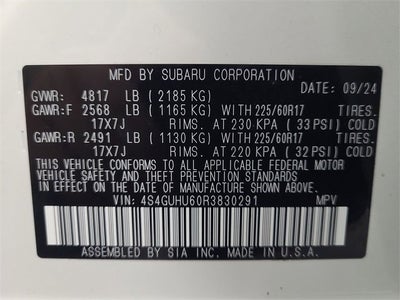 MFD BY SUBARU CORPORATION
DATE: 09/24
GVWR: 4817 LB (2185 KG)
GAWR:F 2568 LB (1165 KG) WITH 225/60R17 TIRES.
17X7J RIMS. AT 230 KPA (33 PSI) COLD
GAWR:R 2491 LB (1130 KG) WITH 225/60R17 TIRES.
17X7J RIMS. AT 220 KPA (32 PSI) COLD
THIS VEHICLE CONFORMS TO ALL APPLICABLE FEDERAL MOTOR
VEHICLE SAFETY AND THEFT PREVENTION STANDARDS IN
EFFECT ON THE DATE OF MANUFACTURE SHOWN ABOVE.
VIN: 4S4GUHU60R3830291 MPV
ASSEMBLED BY SIA INC. MADE IN U.S.A.